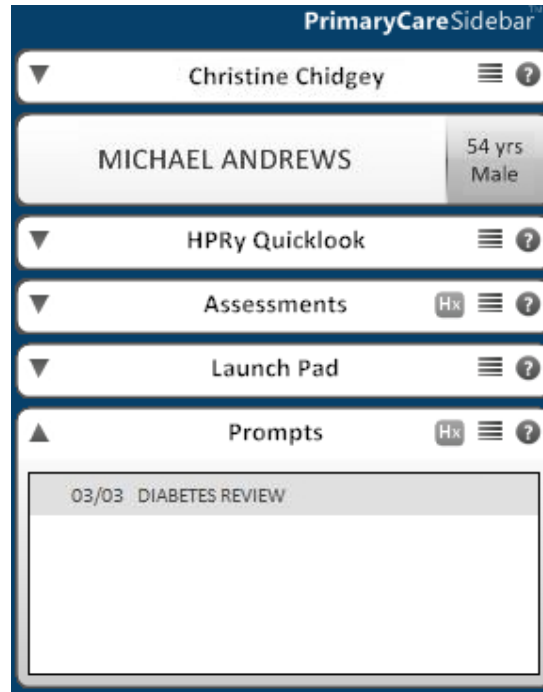 PrimaryCareSidebar™
Christine Chidgey ?
MICHAEL ANDREWS 54 yrs
Male
HPRy Quicklook ?
Assessments Hx ?
Launch Pad ?
Prompts Hx ?
03/03 DIABETES REVIEW